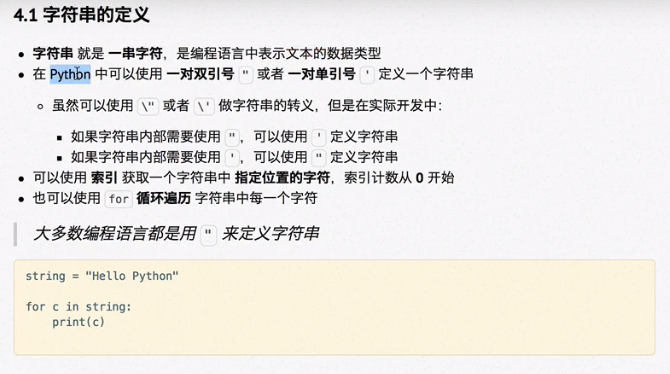 4.1 字符串的定义
字符串 就是 一串字符，是编程语言中表示文本的数据类型
在 Python 中可以使用 一对双引号 " 或者 一对单引号 ' 定义一个字符串
虽然可以使用 \" 或者 \' 做字符串的转义，但是在实际开发中：
如果字符串内部需要使用 "，可以使用 ' 定义字符串
如果字符串内部需要使用 '，可以使用 " 定义字符串
可以使用 索引 获取一个字符串中 指定位置的字符，索引计数从 0 开始
也可以使用 for 循环遍历 字符串中每一个字符
大多数编程语言都是用 " 来定义字符串
string = "Hello Python"
for c in string:
    print(c)